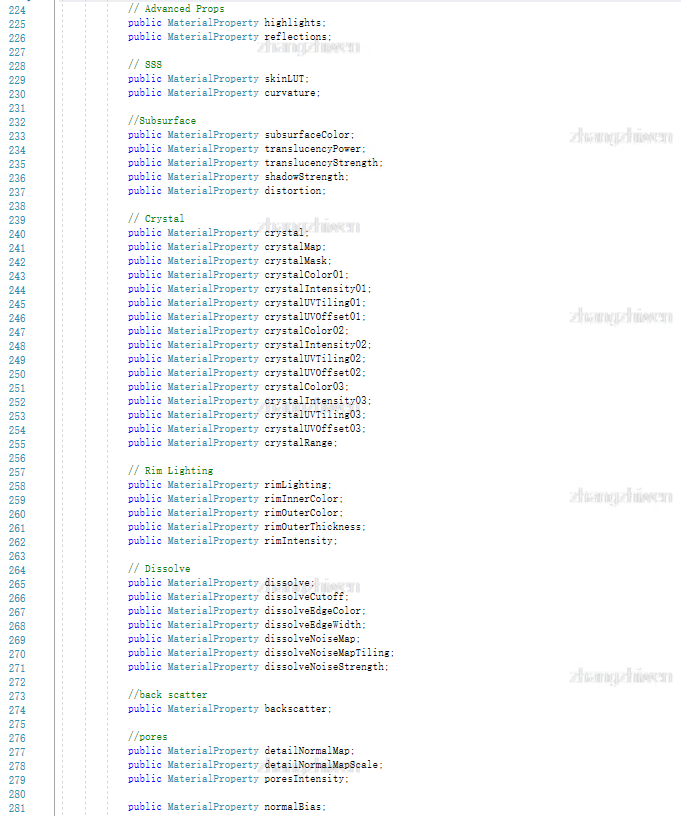 224 // Advanced Props
225 public MaterialProperty highlights;
226 public MaterialProperty reflections;
227
228 // SSS
229 public MaterialProperty skinLUT;
230 public MaterialProperty curvature;
231
232 //Subsurface
233 public MaterialProperty subsurfaceColor;
234 public MaterialProperty translucencyPower;
235 public MaterialProperty translucencyStrength;
236 public MaterialProperty shadowStrength;
237 public MaterialProperty distortion;
238
239 // Crystal
240 public MaterialProperty crystal;
241 public MaterialProperty crystalMap;
242 public MaterialProperty crystalMask;
243 public MaterialProperty crystalColor01;
244 public MaterialProperty crystalIntensity01;
245 public MaterialProperty crystalUVTiling01;
246 public MaterialProperty crystalUVOffset01;
247 public MaterialProperty crystalColor02;
248 public MaterialProperty crystalIntensity02;
249 public MaterialProperty crystalUVTiling02;
250 public MaterialProperty crystalUVOffset02;
251 public MaterialProperty crystalColor03;
252 public MaterialProperty crystalIntensity03;
253 public MaterialProperty crystalUVTiling03;
254 public MaterialProperty crystalUVOffset03;
255 public MaterialProperty crystalRange;
256
257 // Rim Lighting
258 public MaterialProperty rimLighting;
259 public MaterialProperty rimInnerColor;
260 public MaterialProperty rimOuterColor;
261 public MaterialProperty rimOuterThickness;
262 public MaterialProperty rimIntensity;
263
264 // Dissolve
265 public MaterialProperty dissolve;
266 public MaterialProperty dissolveCutoff;
267 public MaterialProperty dissolveEdgeColor;
268 public MaterialProperty dissolveEdgeWidth;
269 public MaterialProperty dissolveNoiseMap;
270 public MaterialProperty dissolveNoiseMapTiling;
271 public MaterialProperty dissolveNoiseStrength;
272
273 //back scatter
274 public MaterialProperty backscatter;
275
276 //pores
277 public MaterialProperty detailNormalMap;
278 public MaterialProperty detailNormalMapScale;
279 public MaterialProperty poresIntensity;
280
281 public MaterialProperty normalBias;